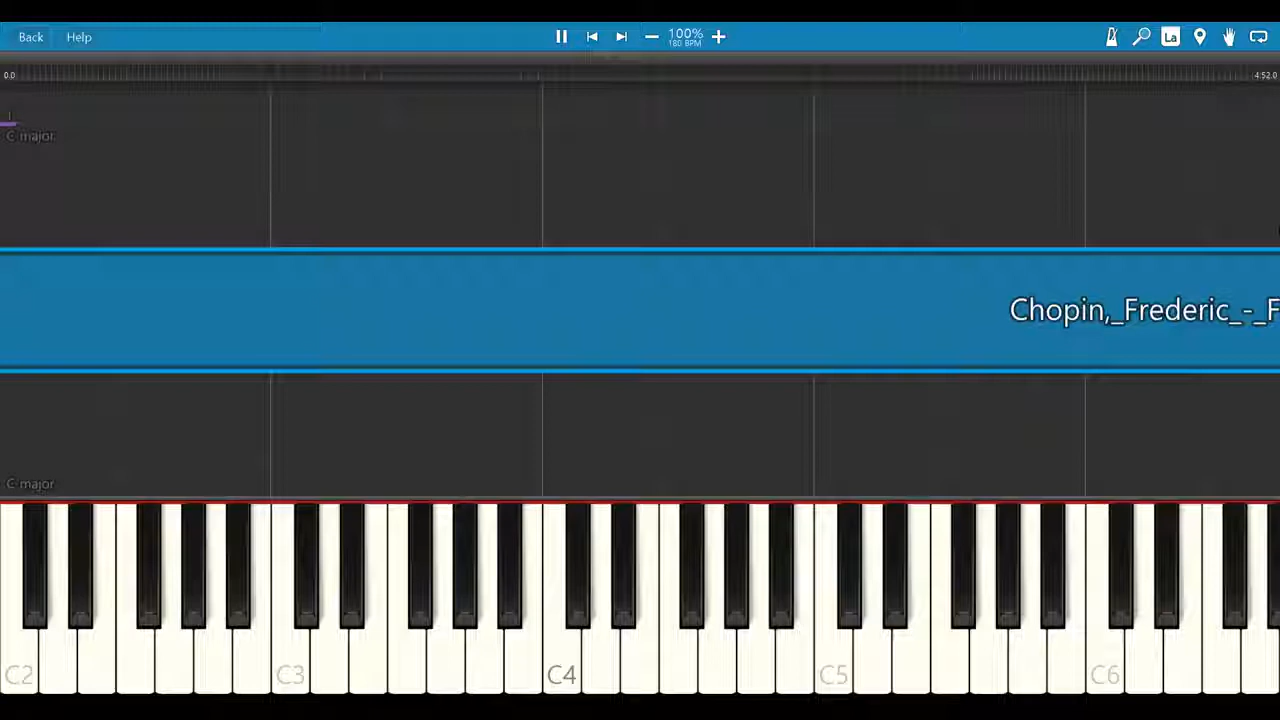 Back Help 100% 180 BPM La
0.0 4:52.0
C major
Chopin,_Frederic_-_F
C major
C2 C3 C4 C5 C6